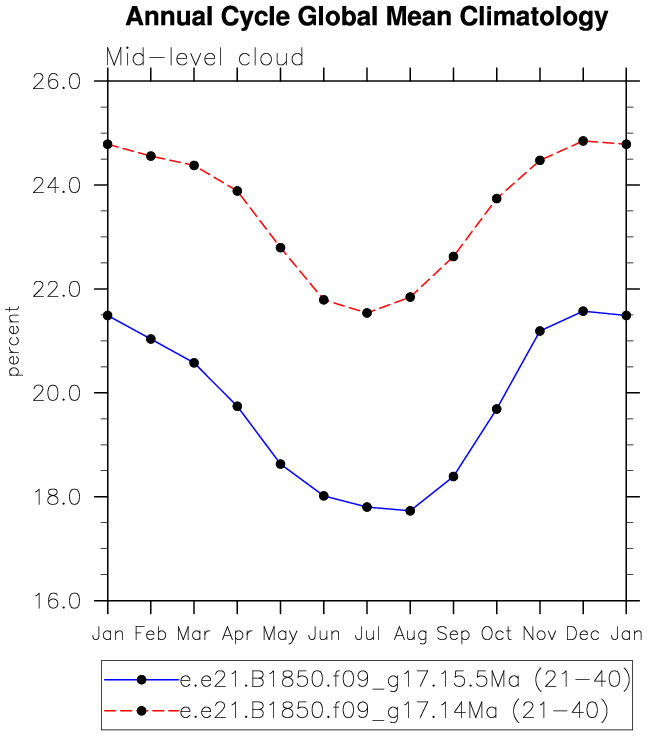 Annual Cycle Global Mean Climatology
Mid-level cloud
26.0
24.0
22.0
20.0
18.0
16.0
percent
Jan Feb Mar Apr May Jun Jul Aug Sep Oct Nov Dec Jan
e.e21.B1850.f09_g17.15.5Ma (21-40)
e.e21.B1850.f09_g17.14Ma (21-40)